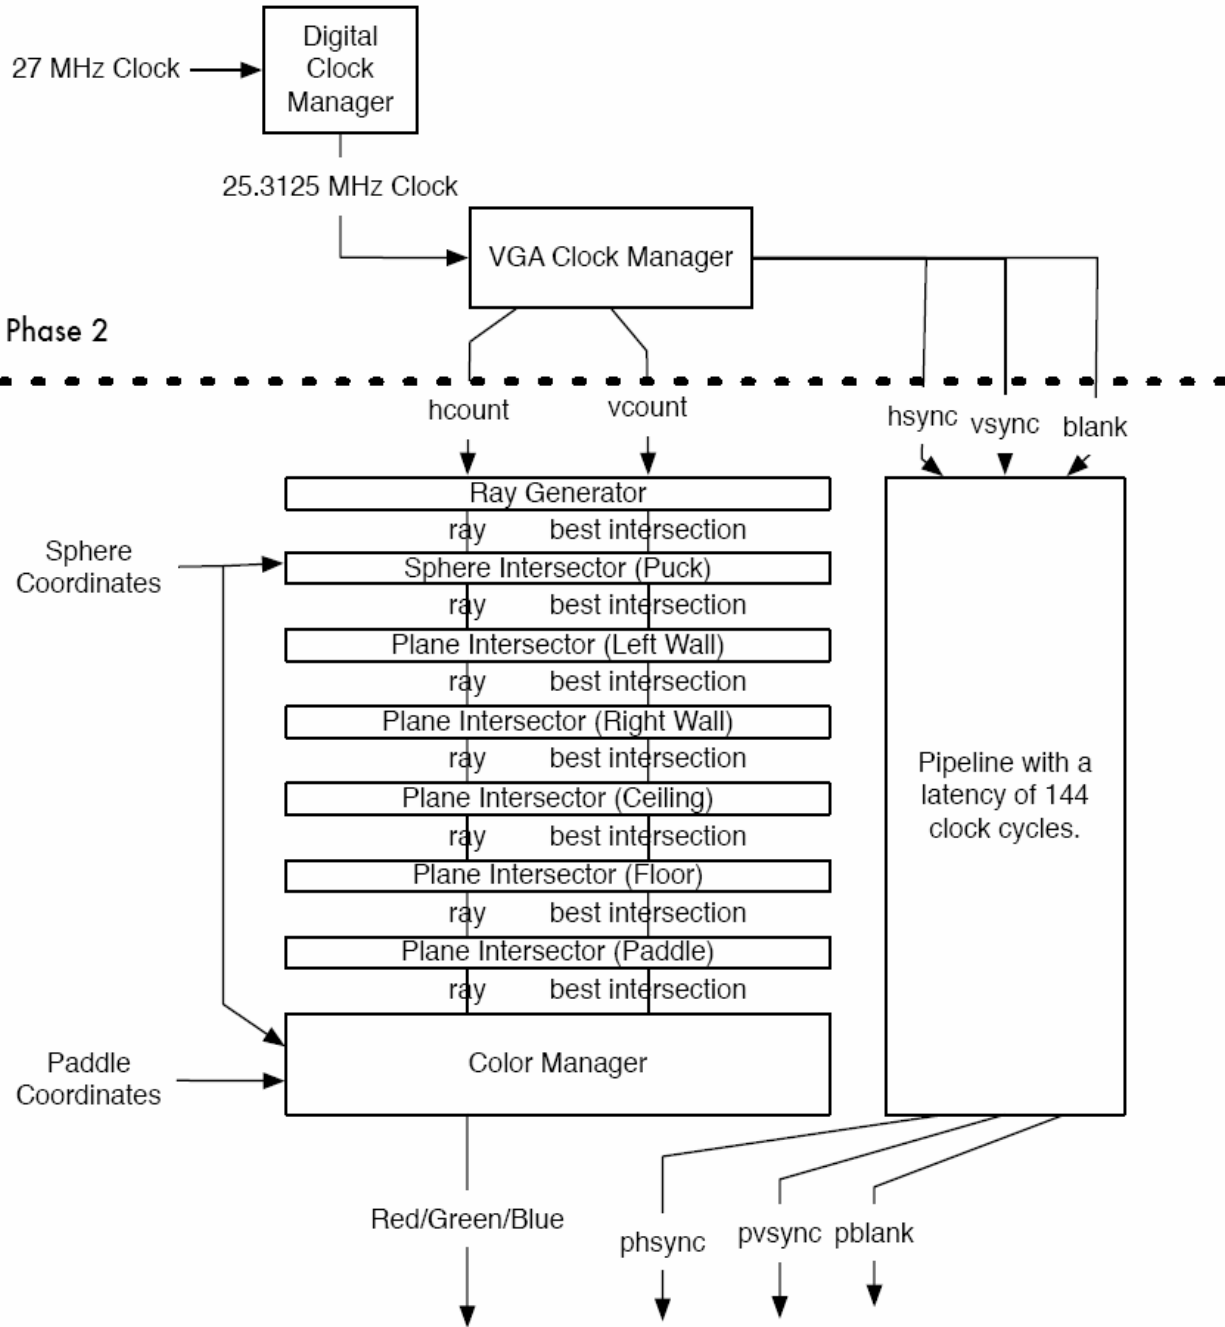 Digital
Clock
Manager
27 MHz Clock
25.3125 MHz Clock
VGA Clock Manager
Phase 2
hcount
vcount
hsync
vsync
blank
Ray Generator
ray best intersection
Sphere
Coordinates
Sphere Intersector (Puck)
ray best intersection
Plane Intersector (Left Wall)
ray best intersection
Plane Intersector (Right Wall)
ray best intersection
Plane Intersector (Ceiling)
ray best intersection
Plane Intersector (Floor)
ray best intersection
Plane Intersector (Paddle)
ray best intersection
Pipeline with a
latency of 144
clock cycles.
Paddle
Coordinates
Color Manager
Red/Green/Blue
phsync
pvsync
pblank